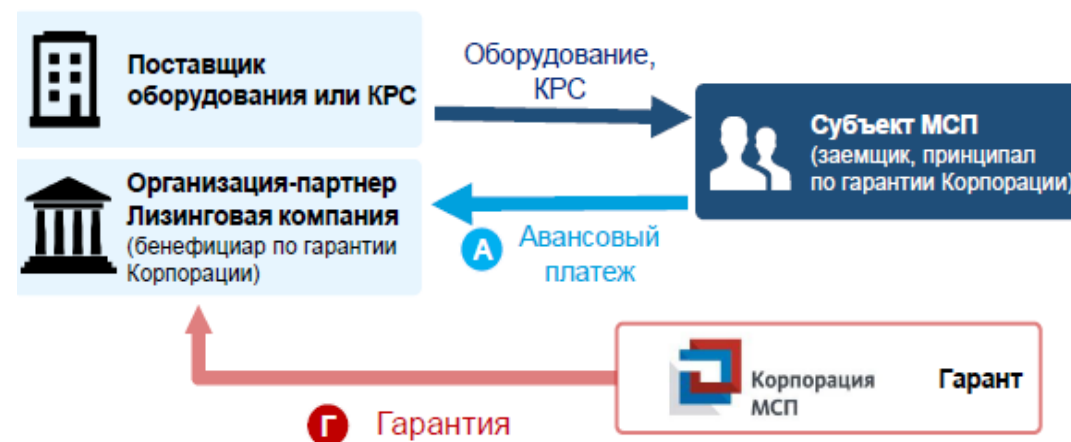 Поставщик
оборудования или КРС
Оборудование,
КРС
Субъект МСП
(заемщик, принципал
по гарантии Корпорации)
Организация-партнер
Лизинговая компания
(бенефициар по гарантии
Корпорации)
А Авансовый
платеж
Корпорация
МСП
Гарант
Г Гарантия